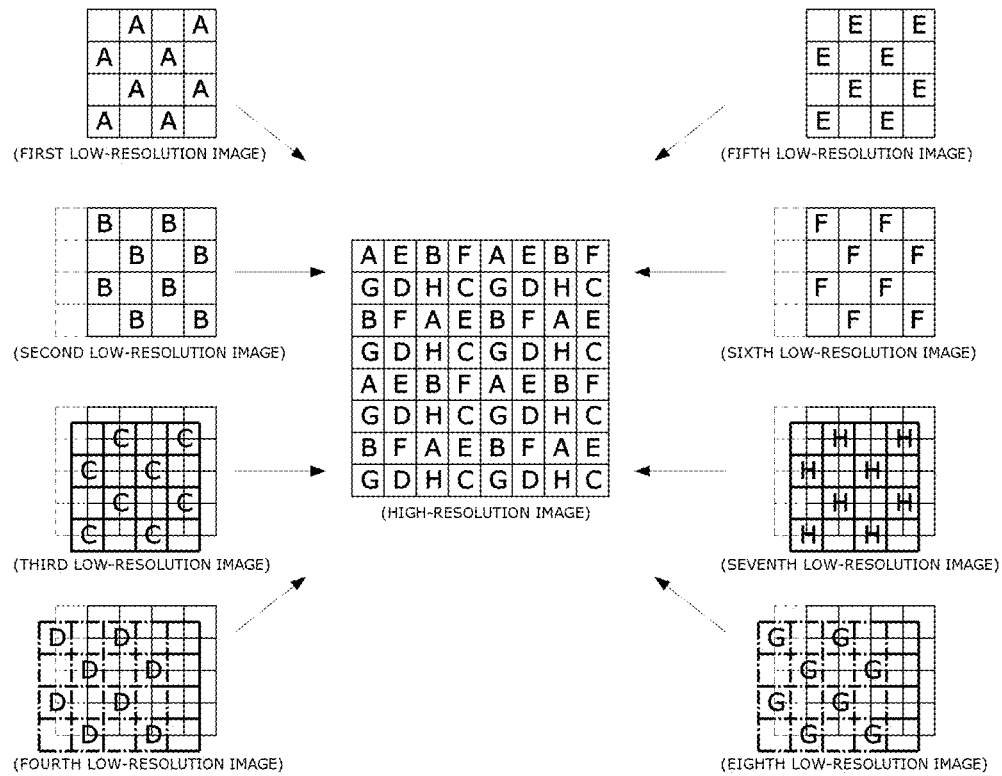 A A
A A
A A
A A
(FIRST LOW-RESOLUTION IMAGE)
B B
B B
B B
B B
(SECOND LOW-RESOLUTION IMAGE)
C C
C C
C C
C C
(THIRD LOW-RESOLUTION IMAGE)
D D
D D
D D
D D
(FOURTH LOW-RESOLUTION IMAGE)
A E B F A E B F
G D H C G D H C
B F A E B F A E
G D H C G D H C
A E B F A E B F
G D H C G D H C
B F A E B F A E
G D H C G D H C
(HIGH-RESOLUTION IMAGE)
E E
E E
E E
E E
(FIFTH LOW-RESOLUTION IMAGE)
F F
F F
F F
F F
(SIXTH LOW-RESOLUTION IMAGE)
H H
H H
H H
H H
(SEVENTH LOW-RESOLUTION IMAGE)
G G
G G
G G
G G
(EIGHTH LOW-RESOLUTION IMAGE)